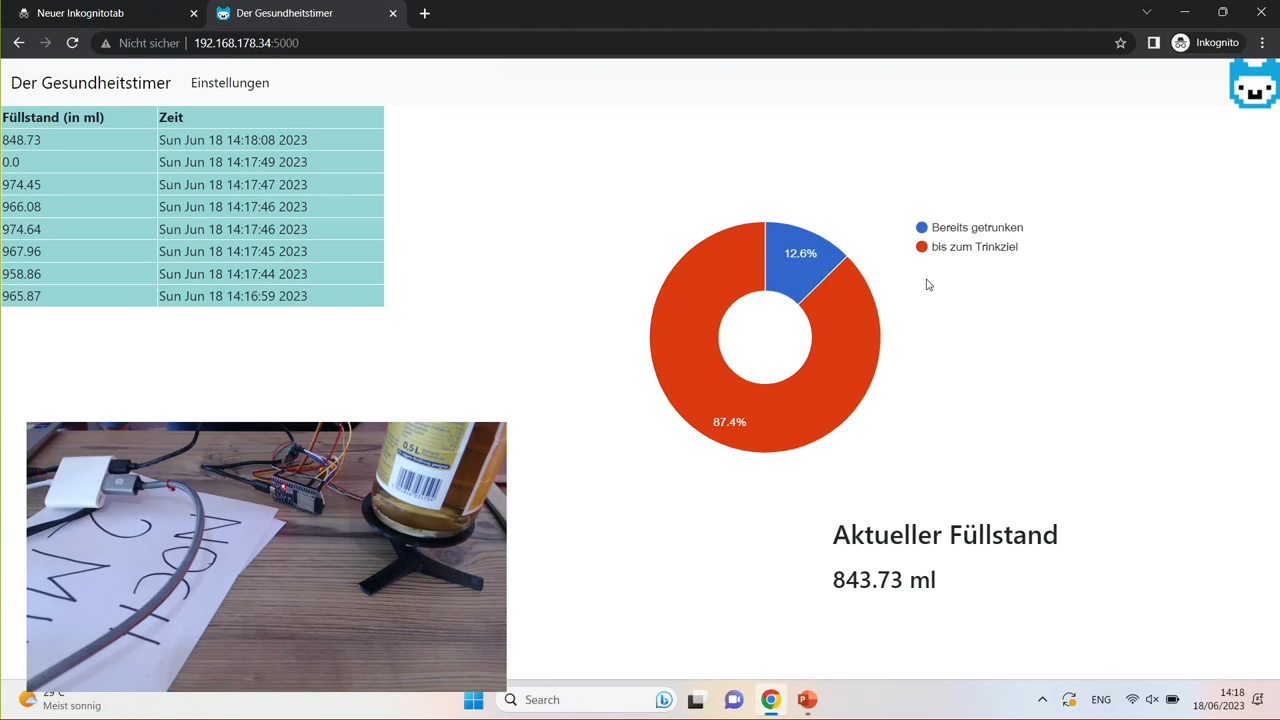 Neuer Inkognitotab
Der Gesundheitstimer
Nicht sicher
192.168.178.34:5000
Inkognito
Der Gesundheitstimer
Einstellungen
Füllstand (in ml) Zeit
848.73 Sun Jun 18 14:18:08 2023
0.0 Sun Jun 18 14:17:49 2023
974.45 Sun Jun 18 14:17:47 2023
966.08 Sun Jun 18 14:17:46 2023
974.64 Sun Jun 18 14:17:46 2023
967.96 Sun Jun 18 14:17:45 2023
958.86 Sun Jun 18 14:17:44 2023
965.87 Sun Jun 18 14:16:59 2023
12.6%
87.4%
Bereits getrunken
bis zum Trinkziel
0,5L
Aktueller Füllstand
843.73 ml
29°C
Meist sonnig
Search
ENG
14:18
18/06/2023